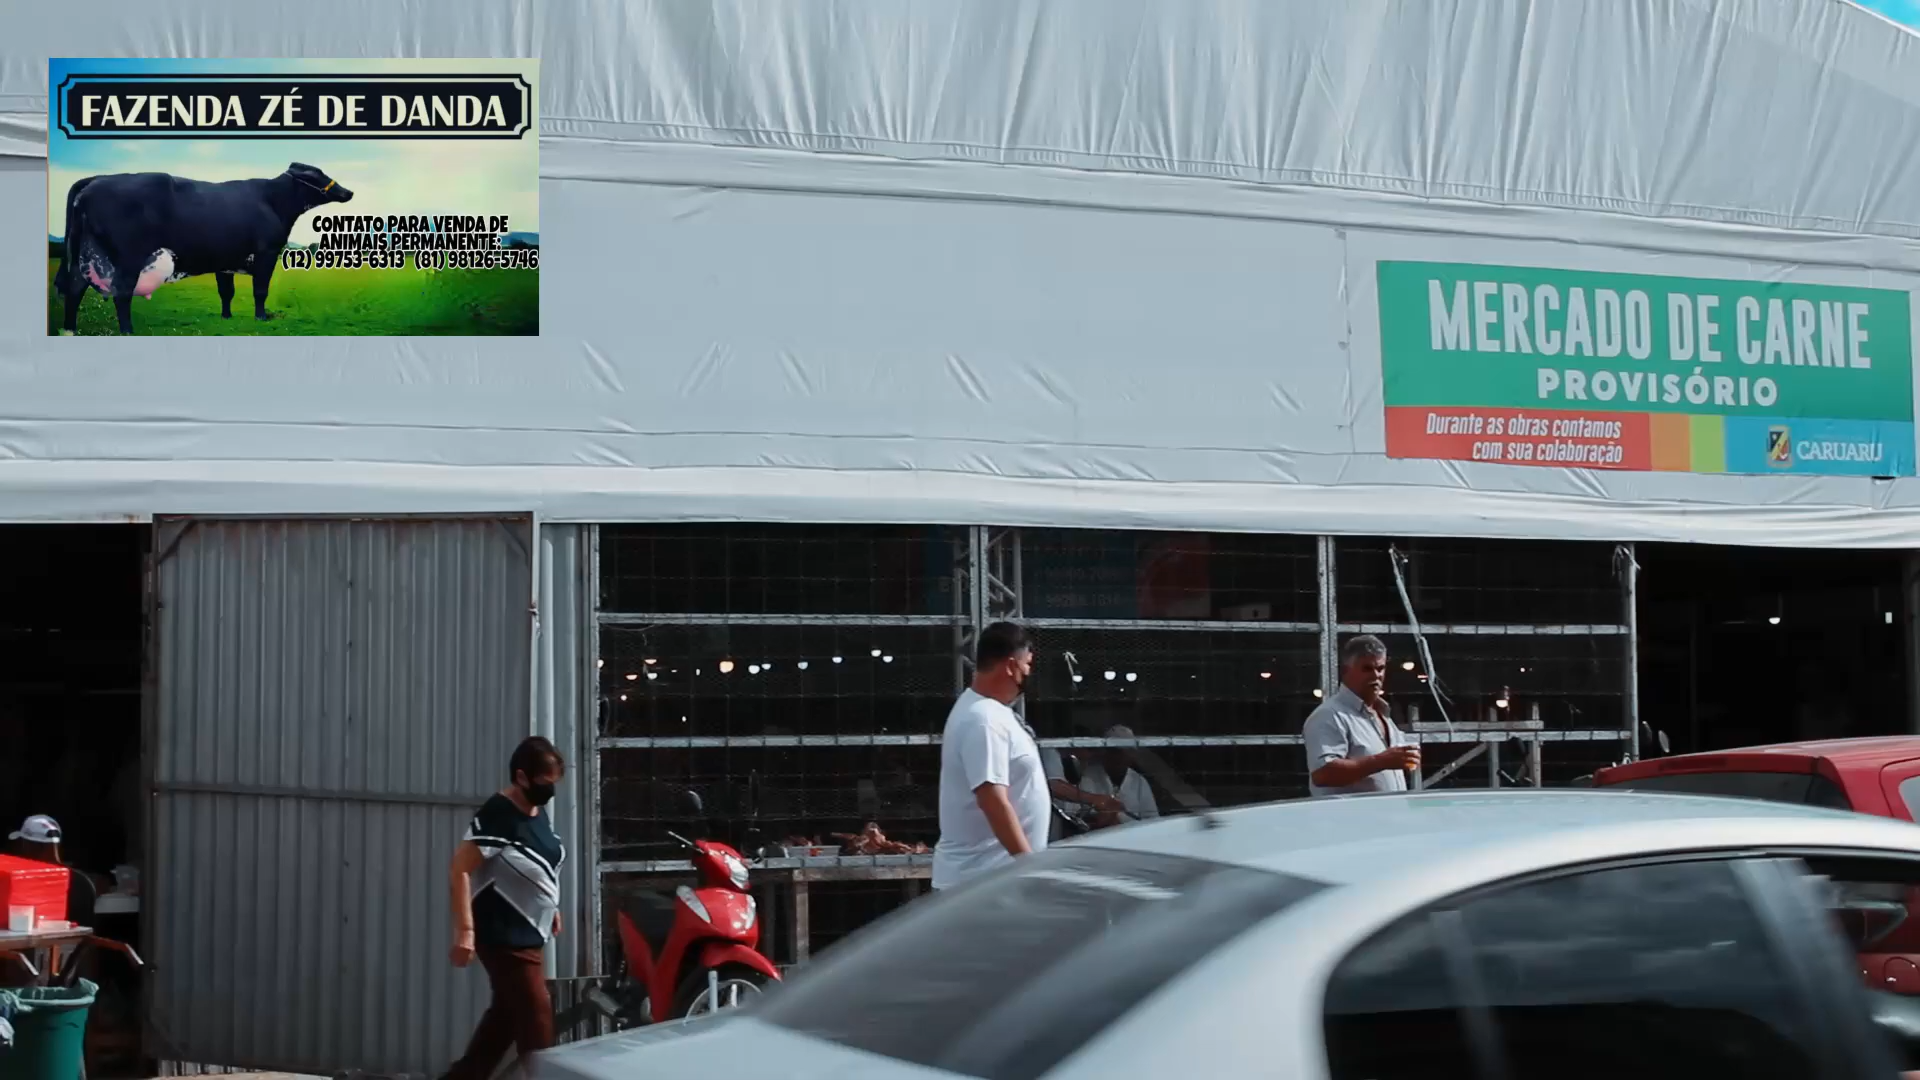 FAZENDA ZÉ DE DANDA
CONTATO PARA VENDA DE
ANIMAIS PERMANENTE:
(12) 99753-6313 (81) 98126-5746
MERCADO DE CARNE
PROVISÓRIO
Durante as obras contamos
com sua colaboração
CARUARU